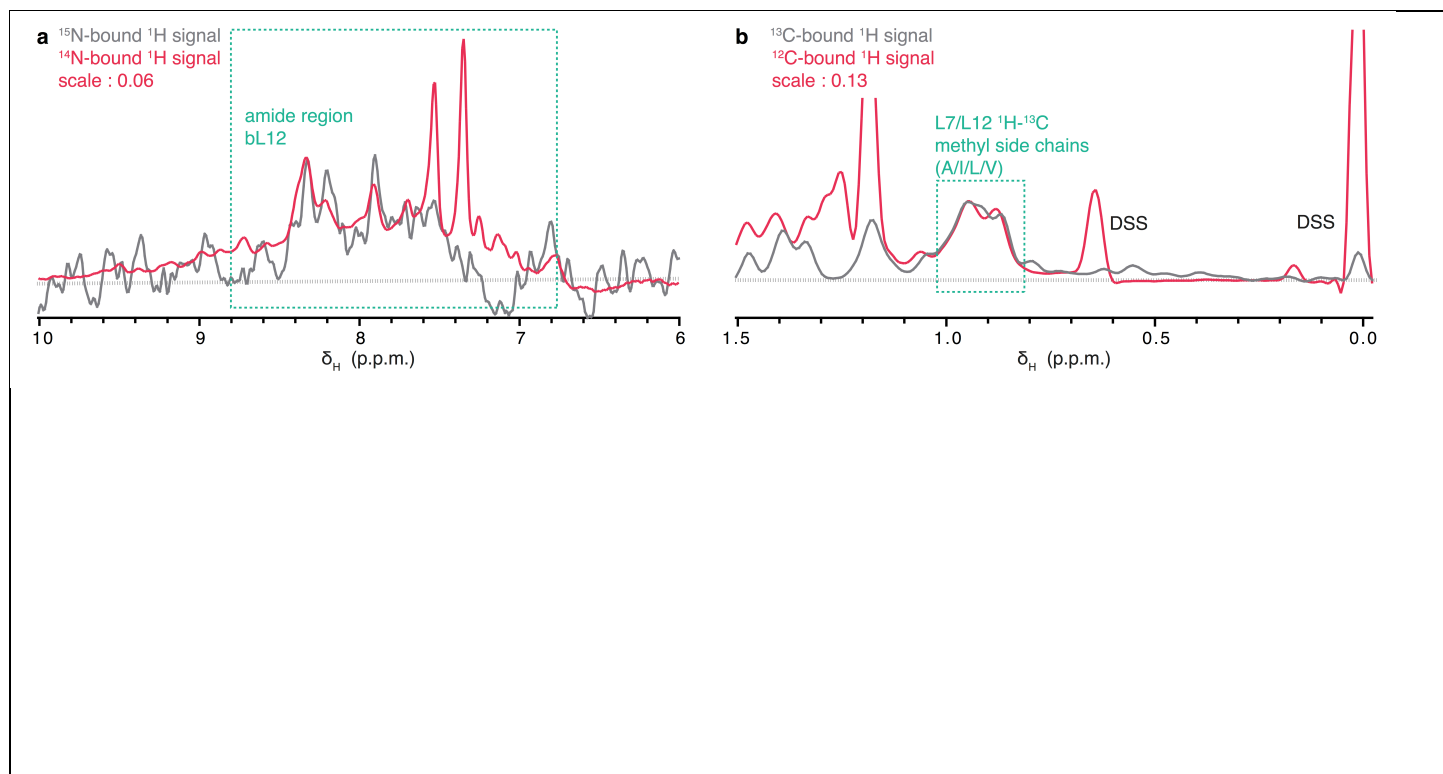 a
¹⁵N-bound ¹H signal
¹⁴N-bound ¹H signal
scale : 0.06
amide region
bL12
10 9 8 7 6
δH (p.p.m.)
b
¹³C-bound ¹H signal
¹²C-bound ¹H signal
scale : 0.13
L7/L12 ¹H-¹³C
methyl side chains
(A/I/L/V)
DSS
DSS
1.5 1.0 0.5 0.0
δH (p.p.m.)